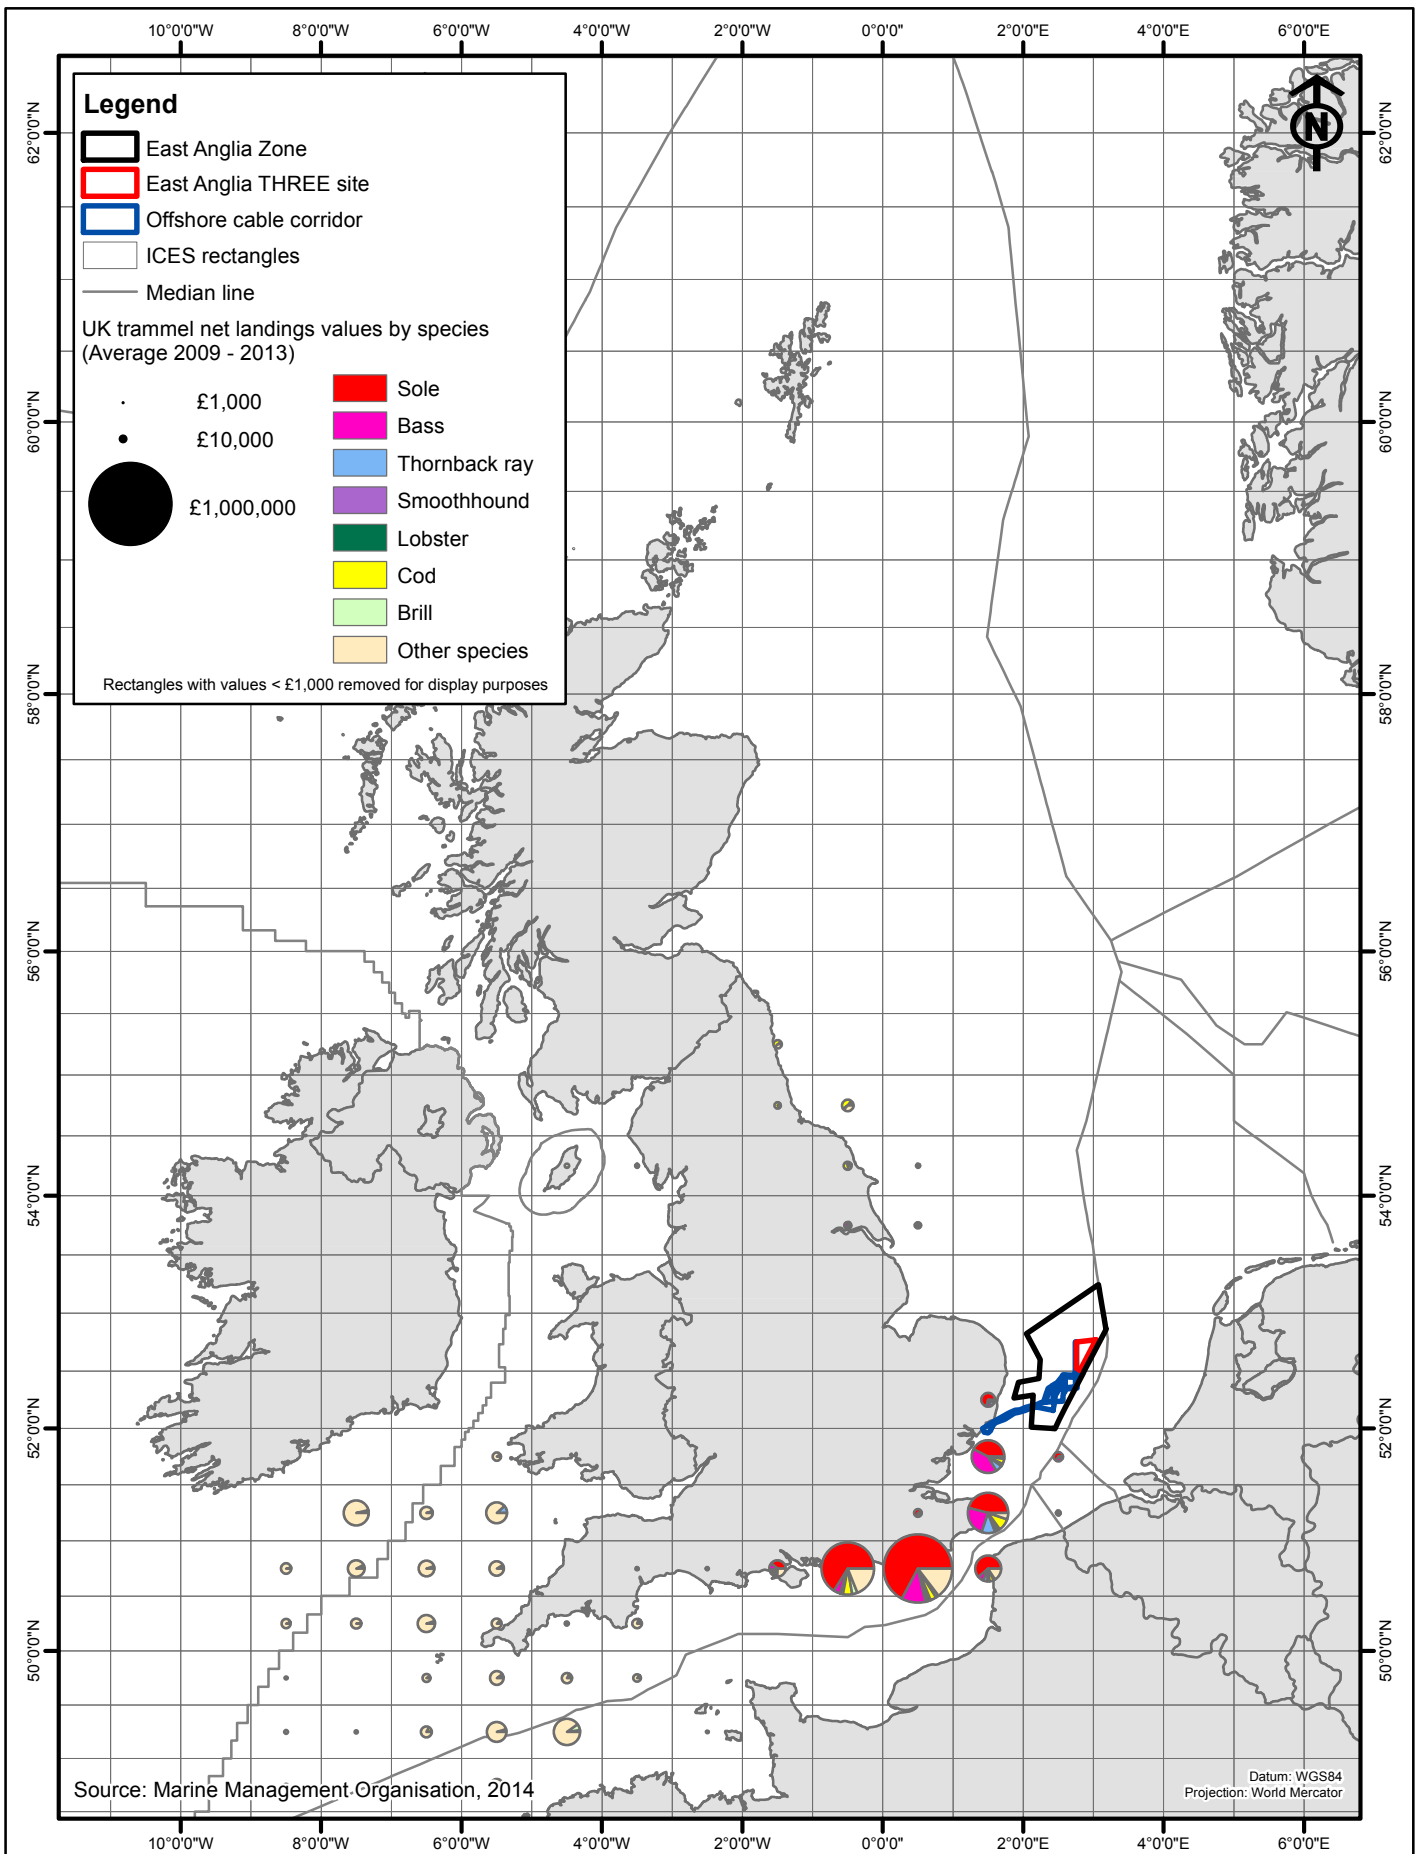 10°0'0"W 8°0'0"W 6°0'0"W 4°0'0"W 2°0'0"W 0°0'0" 2°0'0"E 4°0'0"E 6°0'0"E
Legend
East Anglia Zone
East Anglia THREE site
Offshore cable corridor
ICES rectangles
Median line
UK trammel net landings values by species
(Average 2009 - 2013)
£1,000
£10,000
£1,000,000
Sole
Bass
Thornback ray
Smoothhound
Lobster
Cod
Brill
Other species
Rectangles with values < £1,000 removed for display purposes
N
62°0'0"N 62°0'0"N
60°0'0"N 60°0'0"N
58°0'0"N 58°0'0"N
56°0'0"N 56°0'0"N
54°0'0"N 54°0'0"N
52°0'0"N 52°0'0"N
50°0'0"N 50°0'0"N
Source: Marine Management Organisation, 2014
Datum: WGS84
Projection: World Mercator
10°0'0"W 8°0'0"W 6°0'0"W 4°0'0"W 2°0'0"W 0°0'0" 2°0'0"E 4°0'0"E 6°0'0"E